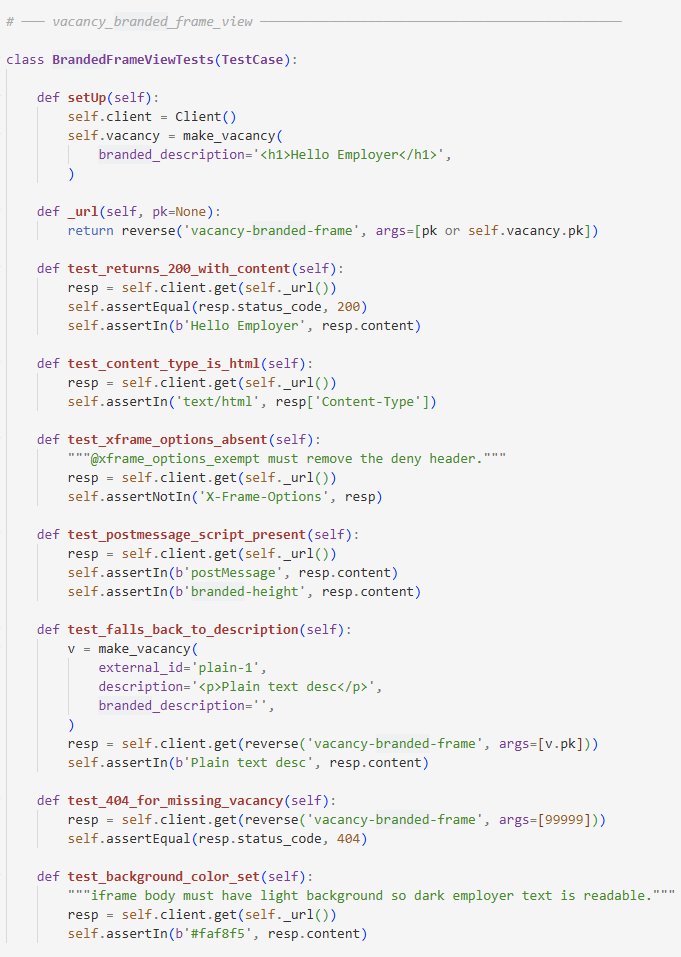 # ── vacancy_branded_frame_view ──────────────────────────────────────────────

class BrandedFrameViewTests(TestCase):

    def setUp(self):
        self.client = Client()
        self.vacancy = make_vacancy(
            branded_description='<h1>Hello Employer</h1>',
        )

    def _url(self, pk=None):
        return reverse('vacancy-branded-frame', args=[pk or self.vacancy.pk])

    def test_returns_200_with_content(self):
        resp = self.client.get(self._url())
        self.assertEqual(resp.status_code, 200)
        self.assertIn(b'Hello Employer', resp.content)

    def test_content_type_is_html(self):
        resp = self.client.get(self._url())
        self.assertIn('text/html', resp['Content-Type'])

    def test_xframe_options_absent(self):
        """@xframe_options_exempt must remove the deny header."""
        resp = self.client.get(self._url())
        self.assertNotIn('X-Frame-Options', resp)

    def test_postmessage_script_present(self):
        resp = self.client.get(self._url())
        self.assertIn(b'postMessage', resp.content)
        self.assertIn(b'branded-height', resp.content)

    def test_falls_back_to_description(self):
        v = make_vacancy(
            external_id='plain-1',
            description='<p>Plain text desc</p>',
            branded_description='',
        )
        resp = self.client.get(reverse('vacancy-branded-frame', args=[v.pk]))
        self.assertIn(b'Plain text desc', resp.content)

    def test_404_for_missing_vacancy(self):
        resp = self.client.get(reverse('vacancy-branded-frame', args=[99999]))
        self.assertEqual(resp.status_code, 404)

    def test_background_color_set(self):
        """iframe body must have light background so dark employer text is readable."""
        resp = self.client.get(self._url())
        self.assertIn(b'#faf8f5', resp.content)